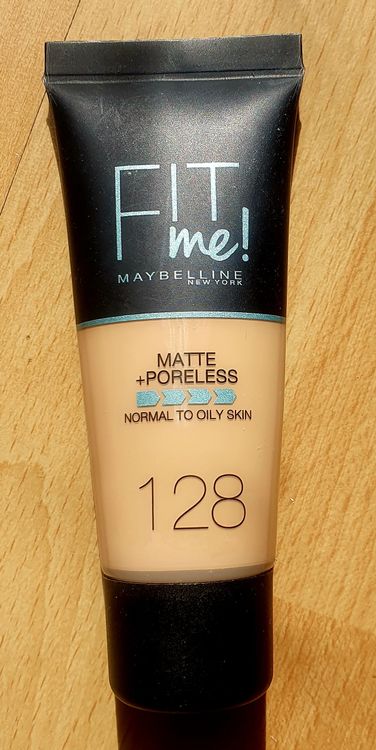 FIT
me!
MAYBELLINE
NEW YORK
MATTE
+PORELESS
NORMAL TO OILY SKIN
128